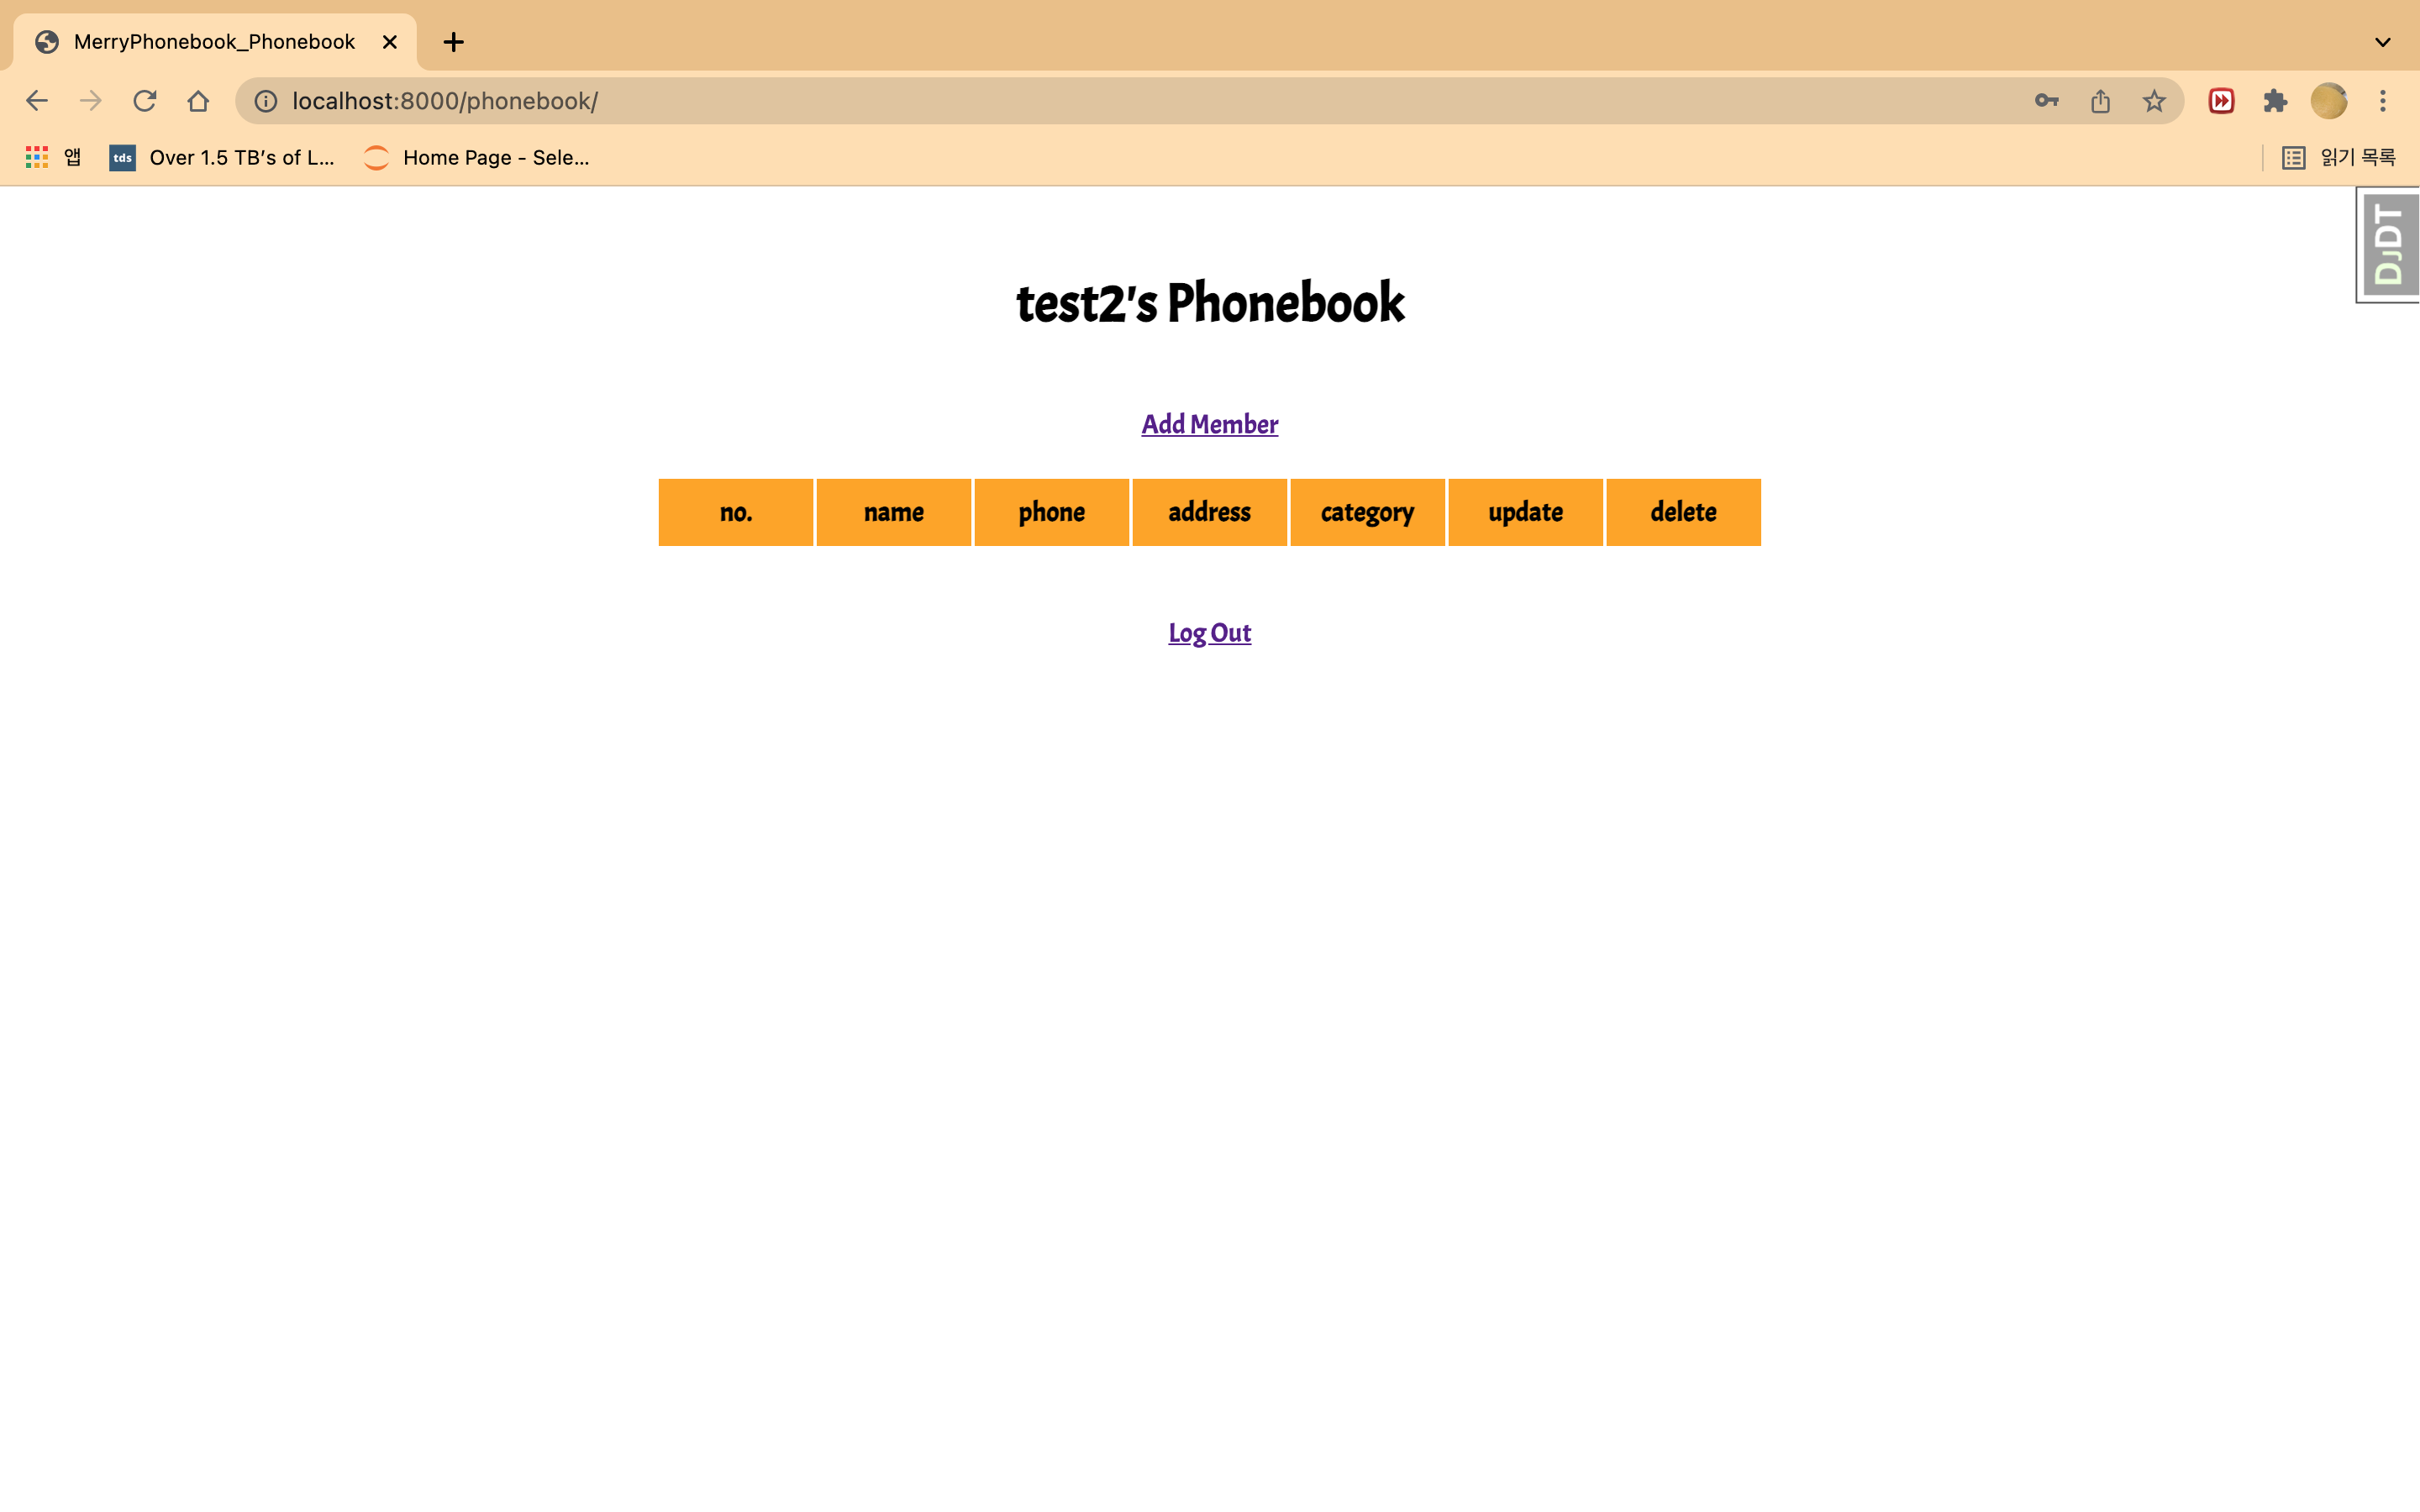 MerryPhonebook_Phonebook
localhost:8000/phonebook/
앱 tds Over 1.5 TB's of L... Home Page - Sele... 읽기 목록
DjDT
test2's Phonebook
Add Member
no. name phone address category update delete
Log Out